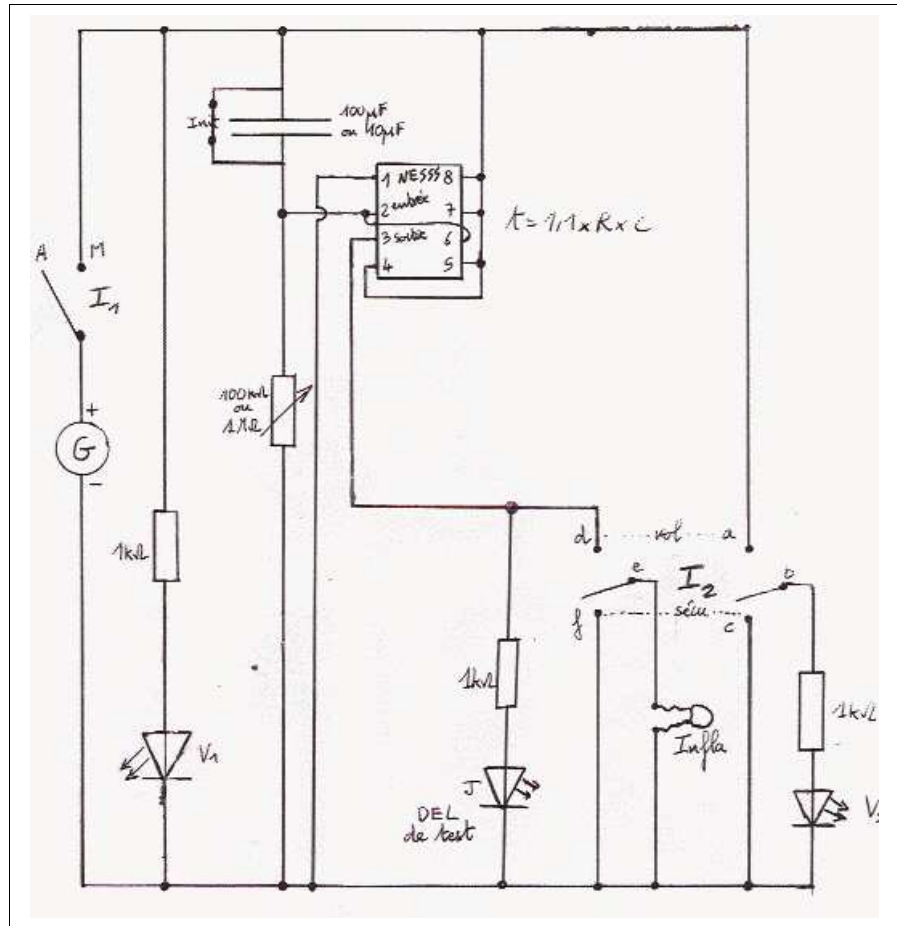 Init
100µF
ou 10µF
1 NE555 8
2 entrée 7
3 sortie 6
4 5
t = 1,1 x R x C
A M
I1
+
G
-
100kΩ
ou
1MΩ
1kΩ
V1
d vol a
e I2 b
f sécu c
1kΩ
J
DEL
de test
Infla
1kΩ